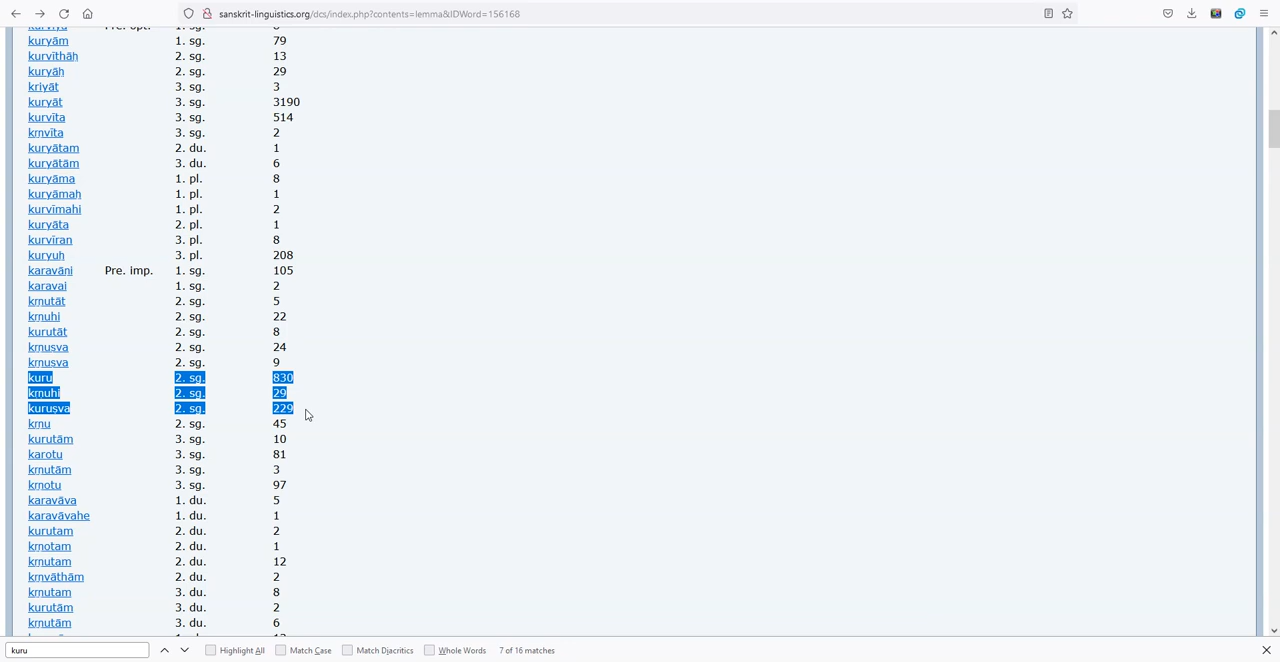 sanskrit-linguistics.org/dcs/index.php?contents=lemma&IDWord=156168
kuryām 1. sg. 79
kurvīthāḥ 2. sg. 13
kuryāḥ 2. sg. 29
kriyāt 3. sg. 3
kuryāt 3. sg. 3190
kurvīta 3. sg. 514
kṛṇvīta 3. sg. 2
kuryātam 2. du. 1
kuryātām 3. du. 6
kuryāma 1. pl. 8
kuryāmaḥ 1. pl. 1
kurvīmahi 1. pl. 2
kuryāta 2. pl. 1
kurvīran 3. pl. 8
kuryuḥ 3. pl. 208
karavāṇi Pre. imp. 1. sg. 105
karavai 1. sg. 2
kṛṇutāt 2. sg. 5
kṛṇuhi 2. sg. 22
kurutāt 2. sg. 8
kṛṇuṣva 2. sg. 24
kṛṇusva 2. sg. 9
kuru 2. sg. 830
kṛṇuhi 2. sg. 29
kuruṣva 2. sg. 229
kṛṇu 2. sg. 45
kurutām 3. sg. 10
karotu 3. sg. 81
kṛṇutām 3. sg. 3
kṛṇotu 3. sg. 97
karavāva 1. du. 5
karavāvahe 1. du. 1
kurutam 2. du. 2
kṛṇotam 2. du. 1
kṛṇutam 2. du. 12
kṛṇvāthām 2. du. 2
kṛṇutam 3. du. 8
kurutām 3. du. 2
kṛṇutām 3. du. 6
kuru Highlight All Match Case Match Diacritics Whole Words 7 of 16 matches